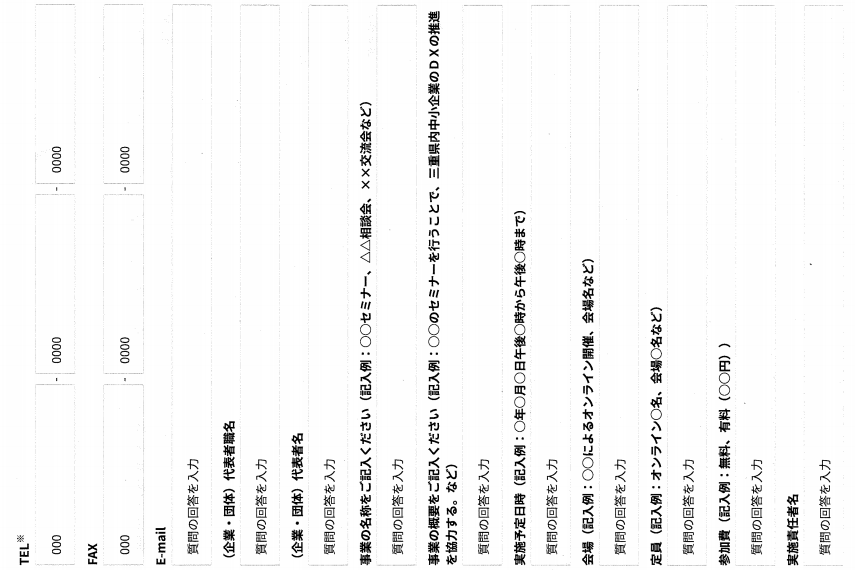 TEL※
000 - 0000 - 0000
FAX
000 - 0000 - 0000
E-mail
質問の回答を入力
（企業・団体）代表者職名
質問の回答を入力
（企業・団体）代表者名
質問の回答を入力
事業の名称をご記入ください（記入例：○○セミナー、△△相談会、××交流会など）
質問の回答を入力
事業の概要をご記入ください（記入例：○○のセミナーを行うことで、三重県内中小企業のＤＸの推進
を協力する。など）
質問の回答を入力
実施予定日時（記入例：○年○月○日午後○時から午後○時まで）
質問の回答を入力
会場（記入例：○○によるオンライン開催、会場名など）
質問の回答を入力
定員（記入例：オンライン○名、会場○名など）
質問の回答を入力
参加費（記入例：無料、有料（○○円））
質問の回答を入力
実施責任者名
質問の回答を入力